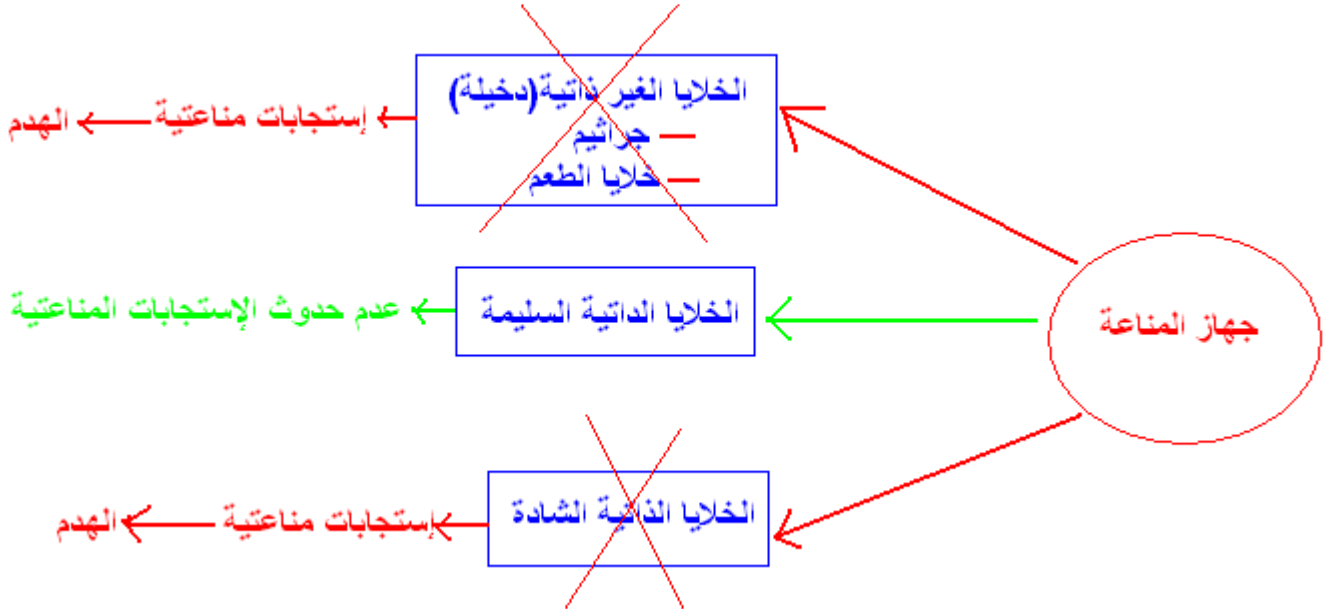 جهاز المناعة
الخلايا الغير ذاتية(دخيلة)
— جراثيم
— خلايا الطعم
إستجابات مناعتية
الهدم
الخلايا الداتية السليمة
عدم حدوث الإستجابات المناعتية
الخلايا الذاتية الشادة
إستجابات مناعتية
الهدم